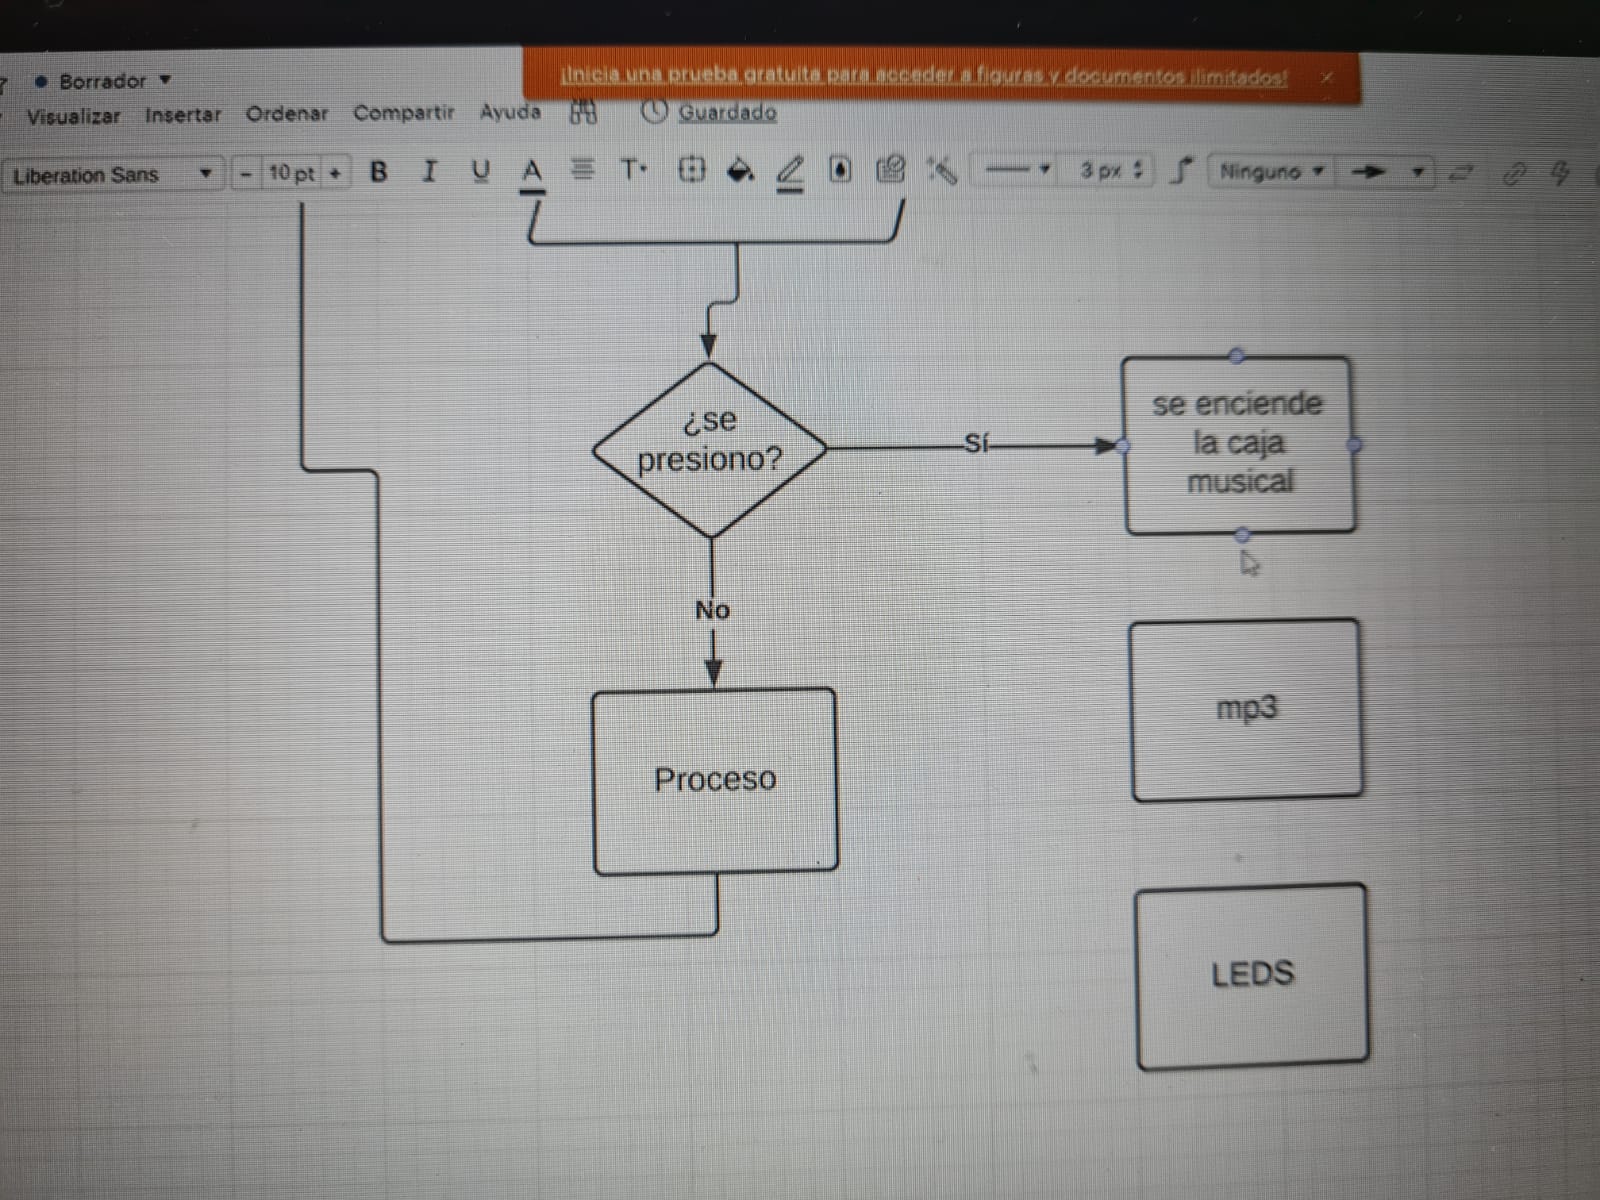 Borrador
¡Inicia una prueba gratuita para acceder a figuras y documentos ilimitados!
Visualizar Insertar Ordenar Compartir Ayuda Guardado
Liberation Sans - 10 pt + B I U A T 3 px Ninguno
¿se
presiono?
Sí
se enciende
la caja
musical
No
mp3
Proceso
LEDS